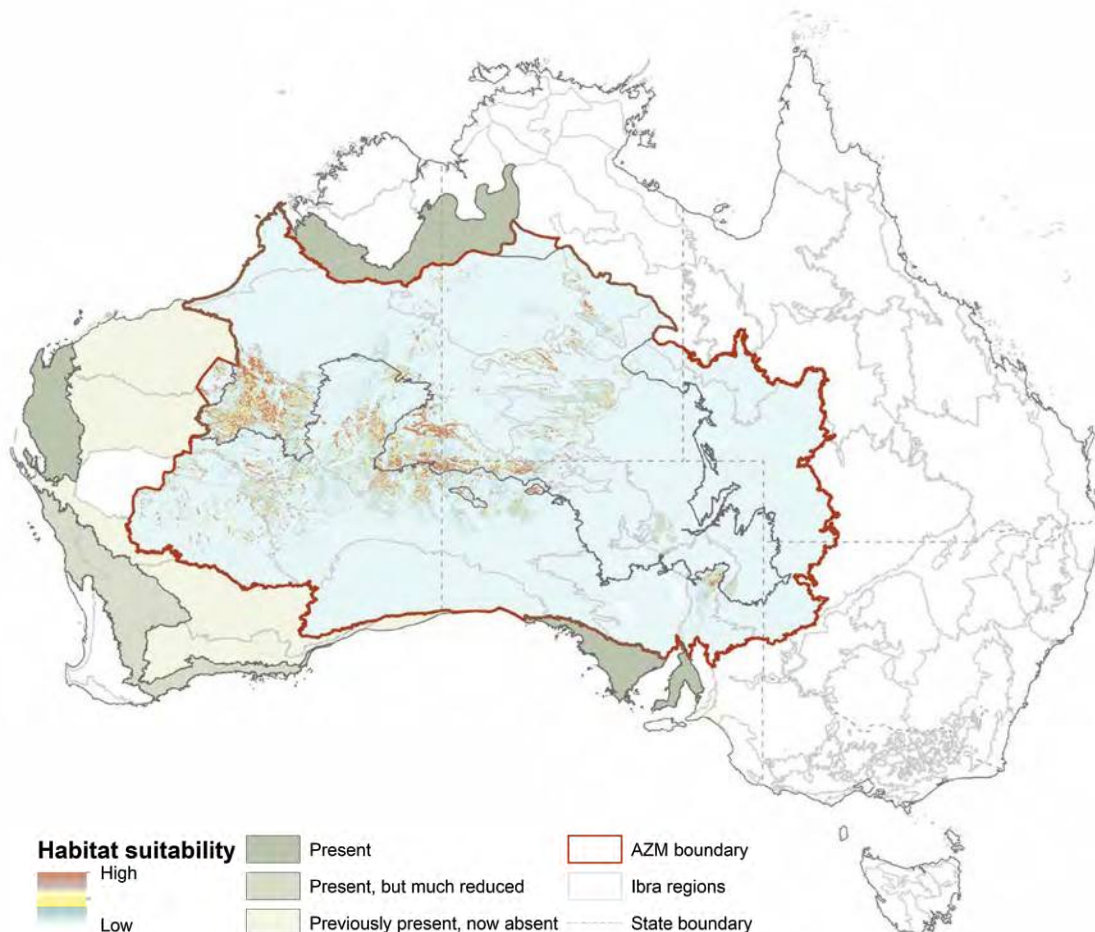 Habitat suitability
High
Low
Present
Present, but much reduced
Previously present, now absent
AZM boundary
Ibra regions
State boundary